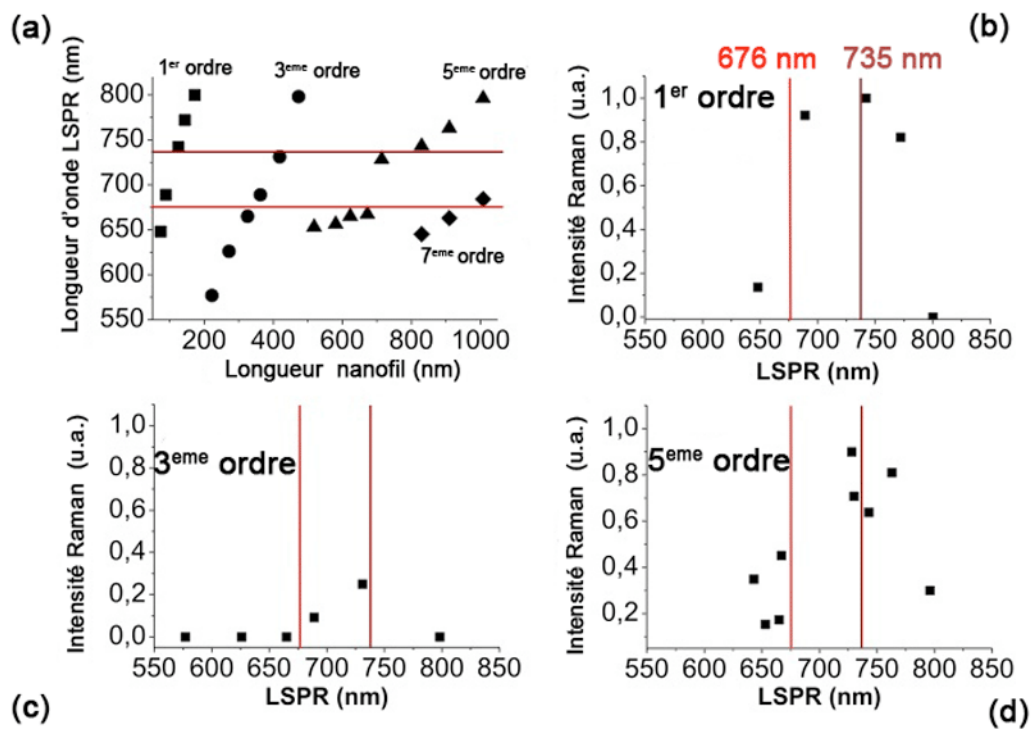 (a)
Longueur d'onde LSPR (nm)
1er ordre
3eme ordre
5eme ordre
7eme ordre
800
750
700
650
600
550
200 400 600 800 1000
Longueur nanofil (nm)
(b)
676 nm 735 nm
1er ordre
Intensité Raman (u.a.)
1,0
0,8
0,6
0,4
0,2
0,0
550 600 650 700 750 800 850
LSPR (nm)
3eme ordre
Intensité Raman (u.a.)
1,0
0,8
0,6
0,4
0,2
0,0
550 600 650 700 750 800 850
LSPR (nm)
(c)
5eme ordre
Intensité Raman (u.a.)
1,0
0,8
0,6
0,4
0,2
550 600 650 700 750 800 850
LSPR (nm)
(d)